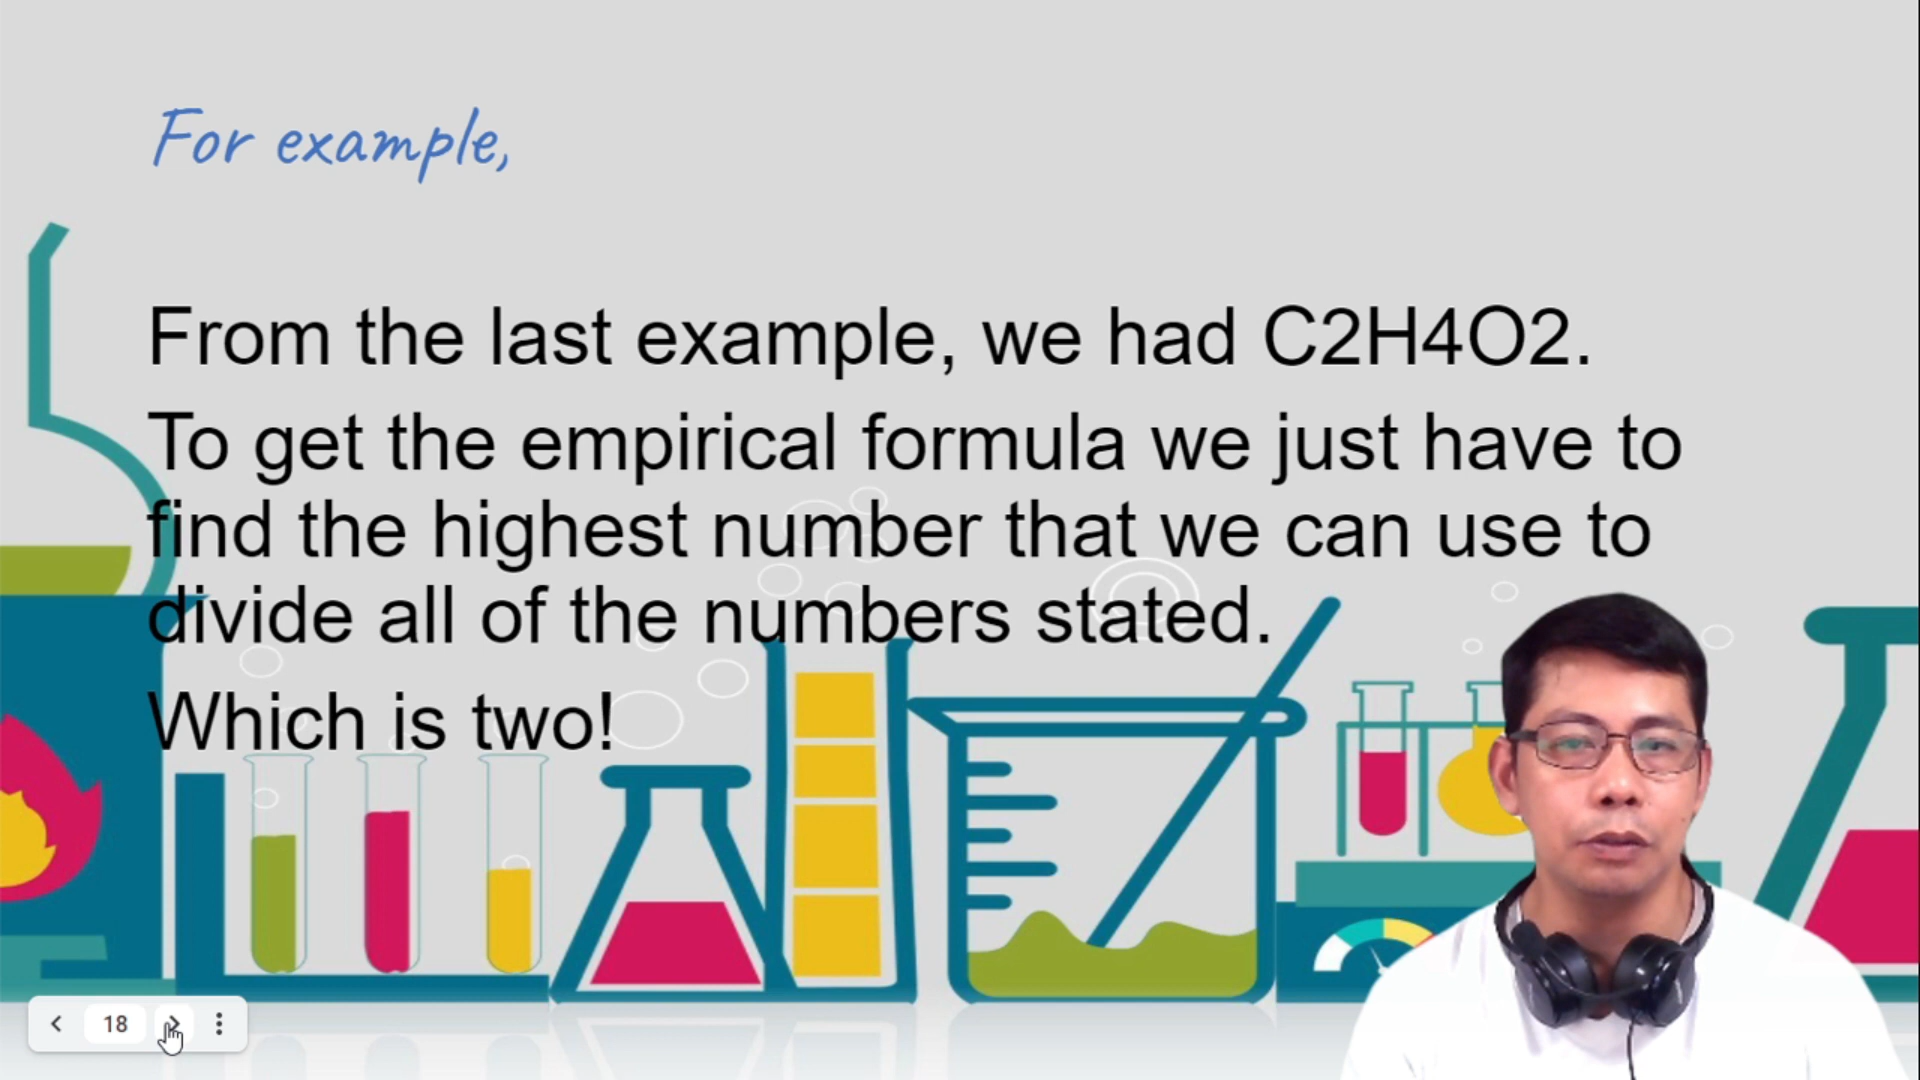 For example,
From the last example, we had C2H4O2.
To get the empirical formula we just have to
find the highest number that we can use to
divide all of the numbers stated.
Which is two!
18